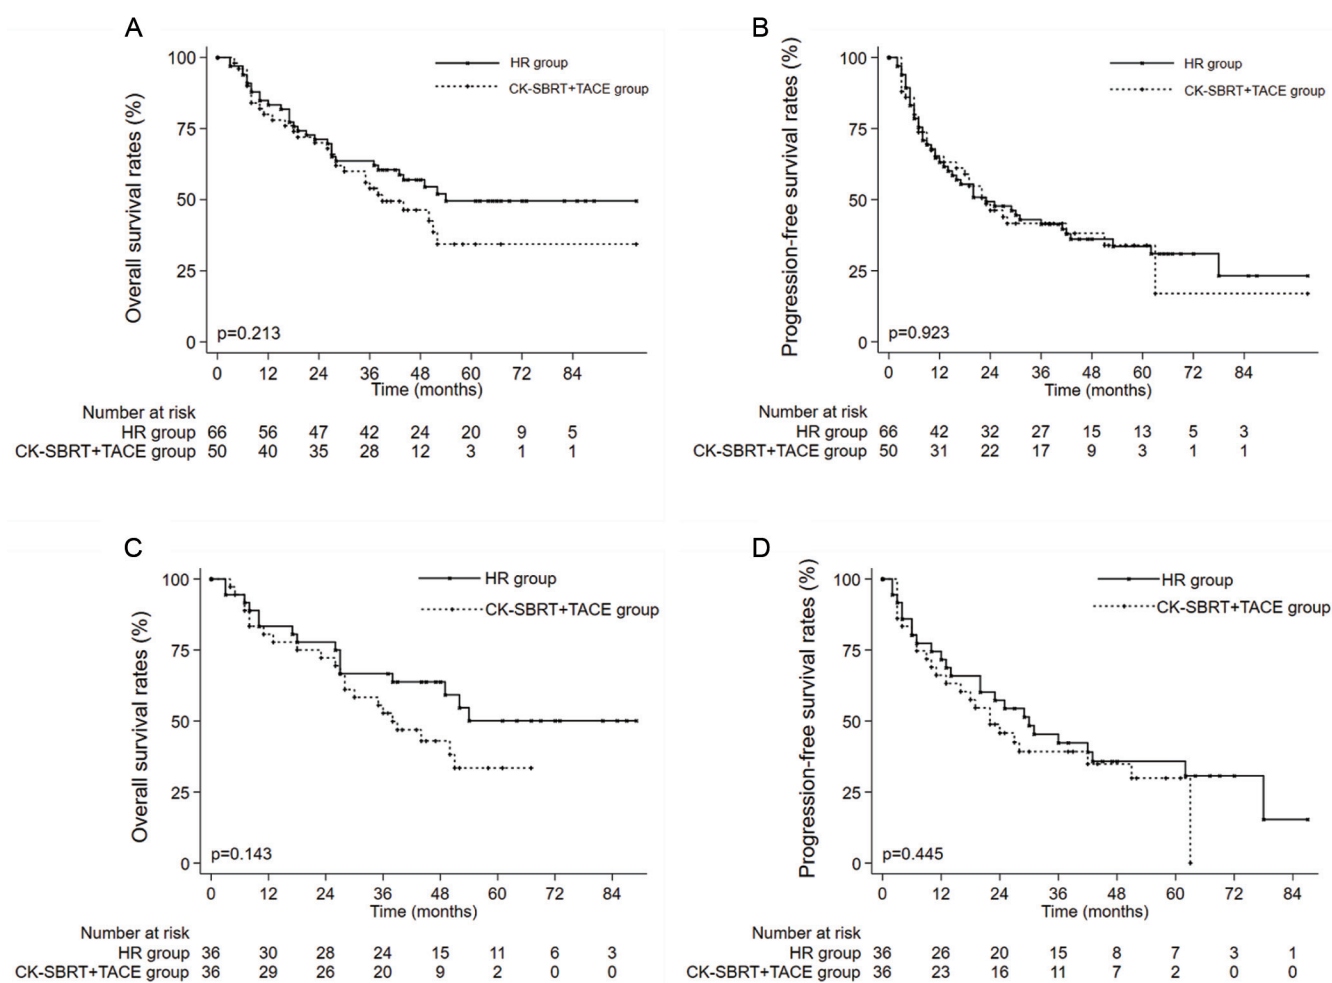 A
Overall survival rates (%)
HR group
CK-SBRT+TACE group
100
75
50
25
0
p=0.213
0 12 24 36 48 60 72 84
Time (months)
Number at risk
HR group 66 56 47 42 24 20 9 5
CK-SBRT+TACE group 50 40 35 28 12 3 1 1
B
Progression-free survival rates (%)
HR group
CK-SBRT+TACE group
100
75
50
25
0
p=0.923
0 12 24 36 48 60 72 84
Time (months)
Number at risk
HR group 66 42 32 27 15 13 5 3
CK-SBRT+TACE group 50 31 22 17 9 3 1 1
C
Overall survival rates (%)
HR group
CK-SBRT+TACE group
100
75
50
25
0
p=0.143
0 12 24 36 48 60 72 84
Time (months)
Number at risk
HR group 36 30 28 24 15 11 6 3
CK-SBRT+TACE group 36 29 26 20 9 2 0 0
D
Progression-free survival rates (%)
HR group
CK-SBRT+TACE group
100
75
50
25
0
p=0.445
0 12 24 36 48 60 72 84
Time (months)
Number at risk
HR group 36 26 20 15 8 7 3 1
CK-SBRT+TACE group 36 23 16 11 7 2 0 0